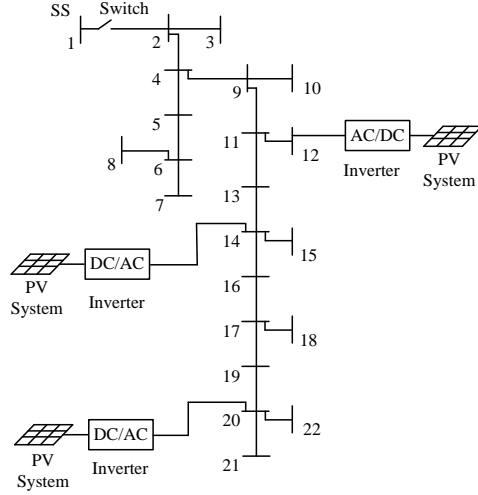 SS
Switch
1
2
3
4
9
10
5
11
12
AC/DC
Inverter
PV
System
8
6
7
13
14
15
DC/AC
PV
System
Inverter
16
17
18
19
20
22
DC/AC
PV
System
Inverter
21